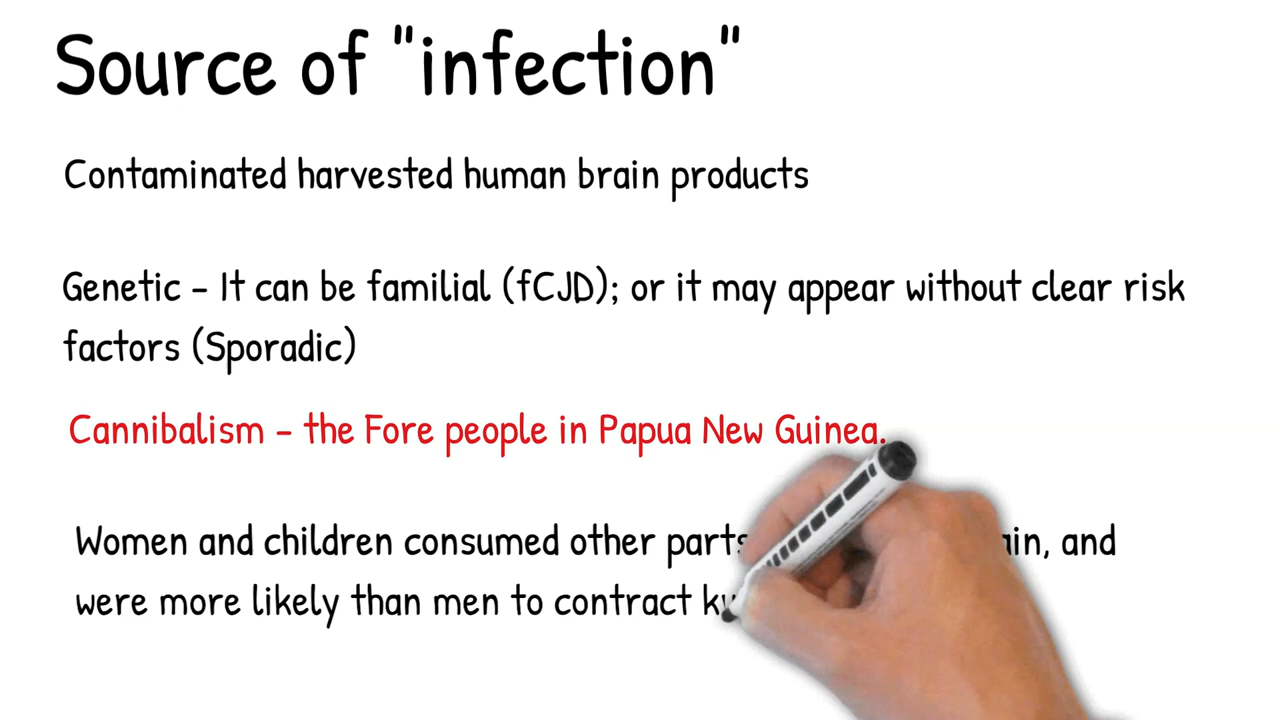 Source of "infection"
Contaminated harvested human brain products
Genetic - It can be familial (fCJD); or it may appear without clear risk
factors (Sporadic)
Cannibalism - the Fore people in Papua New Guinea.
Women and children consumed other parts and
were more likely than men to contract